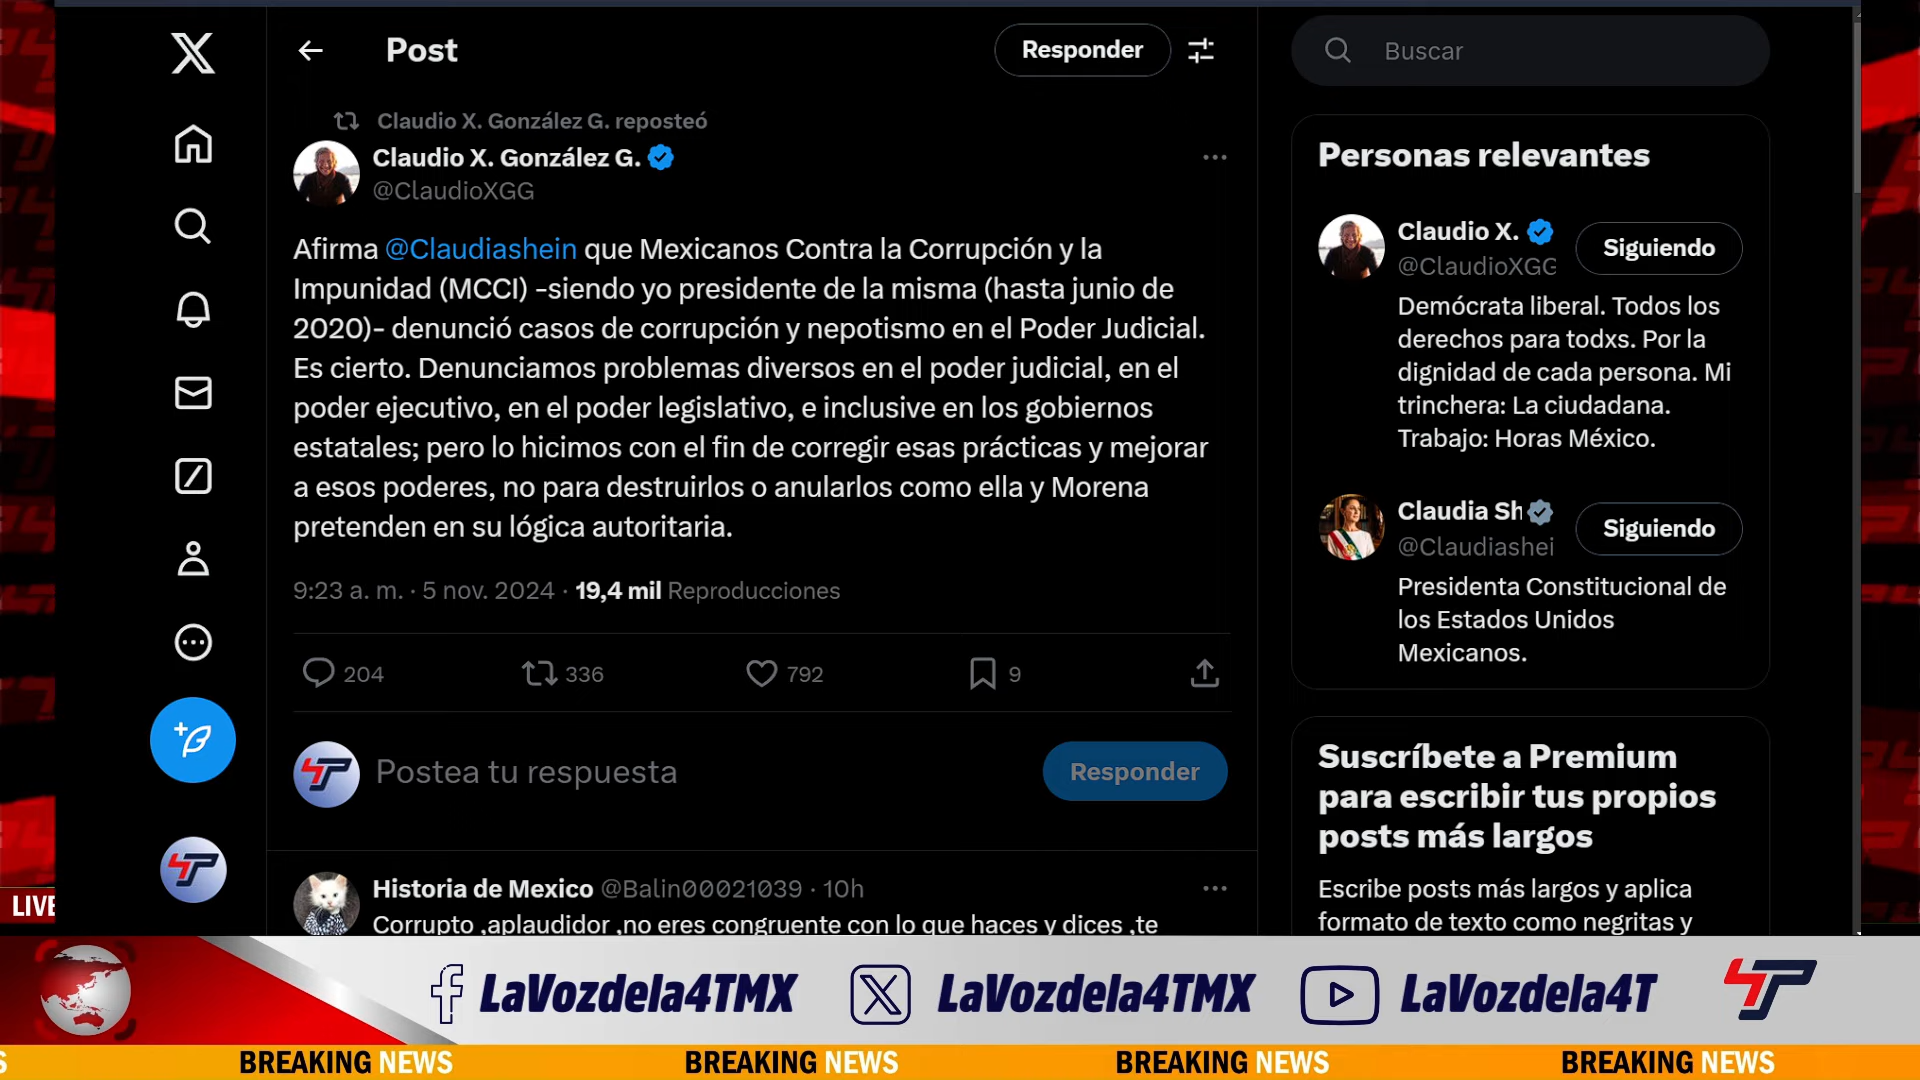 Post
Responder
Buscar
Claudio X. González G. reposteó
Claudio X. González G.
@ClaudioXGG
Afirma @Claudiashein que Mexicanos Contra la Corrupción y la
Impunidad (MCCI) -siendo yo presidente de la misma (hasta junio de
2020)- denunció casos de corrupción y nepotismo en el Poder Judicial.
Es cierto. Denunciamos problemas diversos en el poder judicial, en el
poder ejecutivo, en el poder legislativo, e inclusive en los gobiernos
estatales; pero lo hicimos con el fin de corregir esas prácticas y mejorar
a esos poderes, no para destruirlos o anularlos como ella y Morena
pretenden en su lógica autoritaria.
9:23 a. m. · 5 nov. 2024 · 19,4 mil Reproducciones
204 336 792 9
Postea tu respuesta
Responder
Historia de Mexico @Balin00021039 · 10h
Corrupto ,aplaudidor ,no eres congruente con lo que haces y dices ,te
Personas relevantes
Claudio X.
@ClaudioXGG
Siguiendo
Demócrata liberal. Todos los
derechos para todxs. Por la
dignidad de cada persona. Mi
trinchera: La ciudadana.
Trabajo: Horas México.
Claudia Sh
@Claudiashei
Siguiendo
Presidenta Constitucional de
los Estados Unidos
Mexicanos.
Suscríbete a Premium
para escribir tus propios
posts más largos
Escribe posts más largos y aplica
formato de texto como negritas y
LIVE
LaVozdela4TMX LaVozdela4TMX LaVozdela4T
S BREAKING NEWS BREAKING NEWS BREAKING NEWS BREAKING NEWS